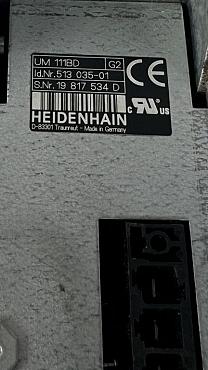 UM 111BD G2
Id.Nr. 513 035-01
S.Nr. 19 817 534 D
CE
c RU US
HEIDENHAIN
D-83301 Traunreut - Made in Germany